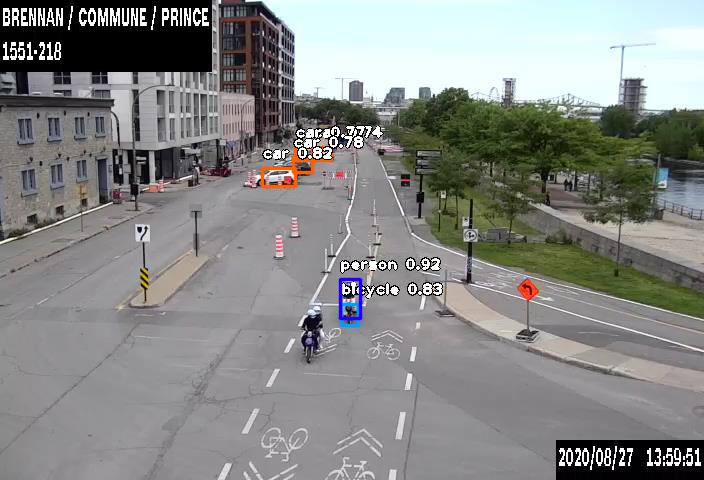 BRENNAN / COMMUNE / PRINCE
1551-218
car 0.78
car 0.82
person 0.92
bicycle 0.83
2020/08/27 13:59:51